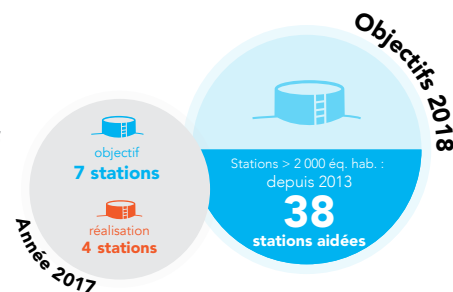 Objectifs 2018
Stations > 2 000 éq. hab. :
depuis 2013
38
stations aidées
objectif
7 stations
réalisation
4 stations
Année 2017